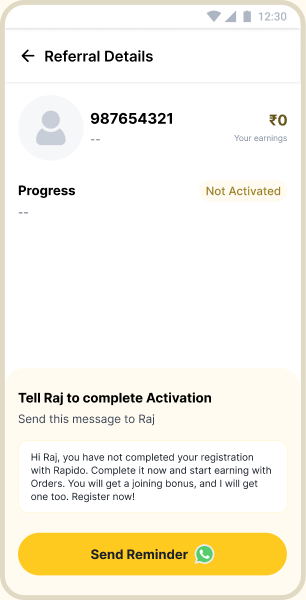 12:30
Referral Details
987654321
₹0
--
Your earnings
Progress
Not Activated
--
Tell Raj to complete Activation
Send this message to Raj
Hi Raj, you have not completed your registration
with Rapido. Complete it now and start earning with
Orders. You will get a joining bonus, and I will get
one too. Register now!
Send Reminder